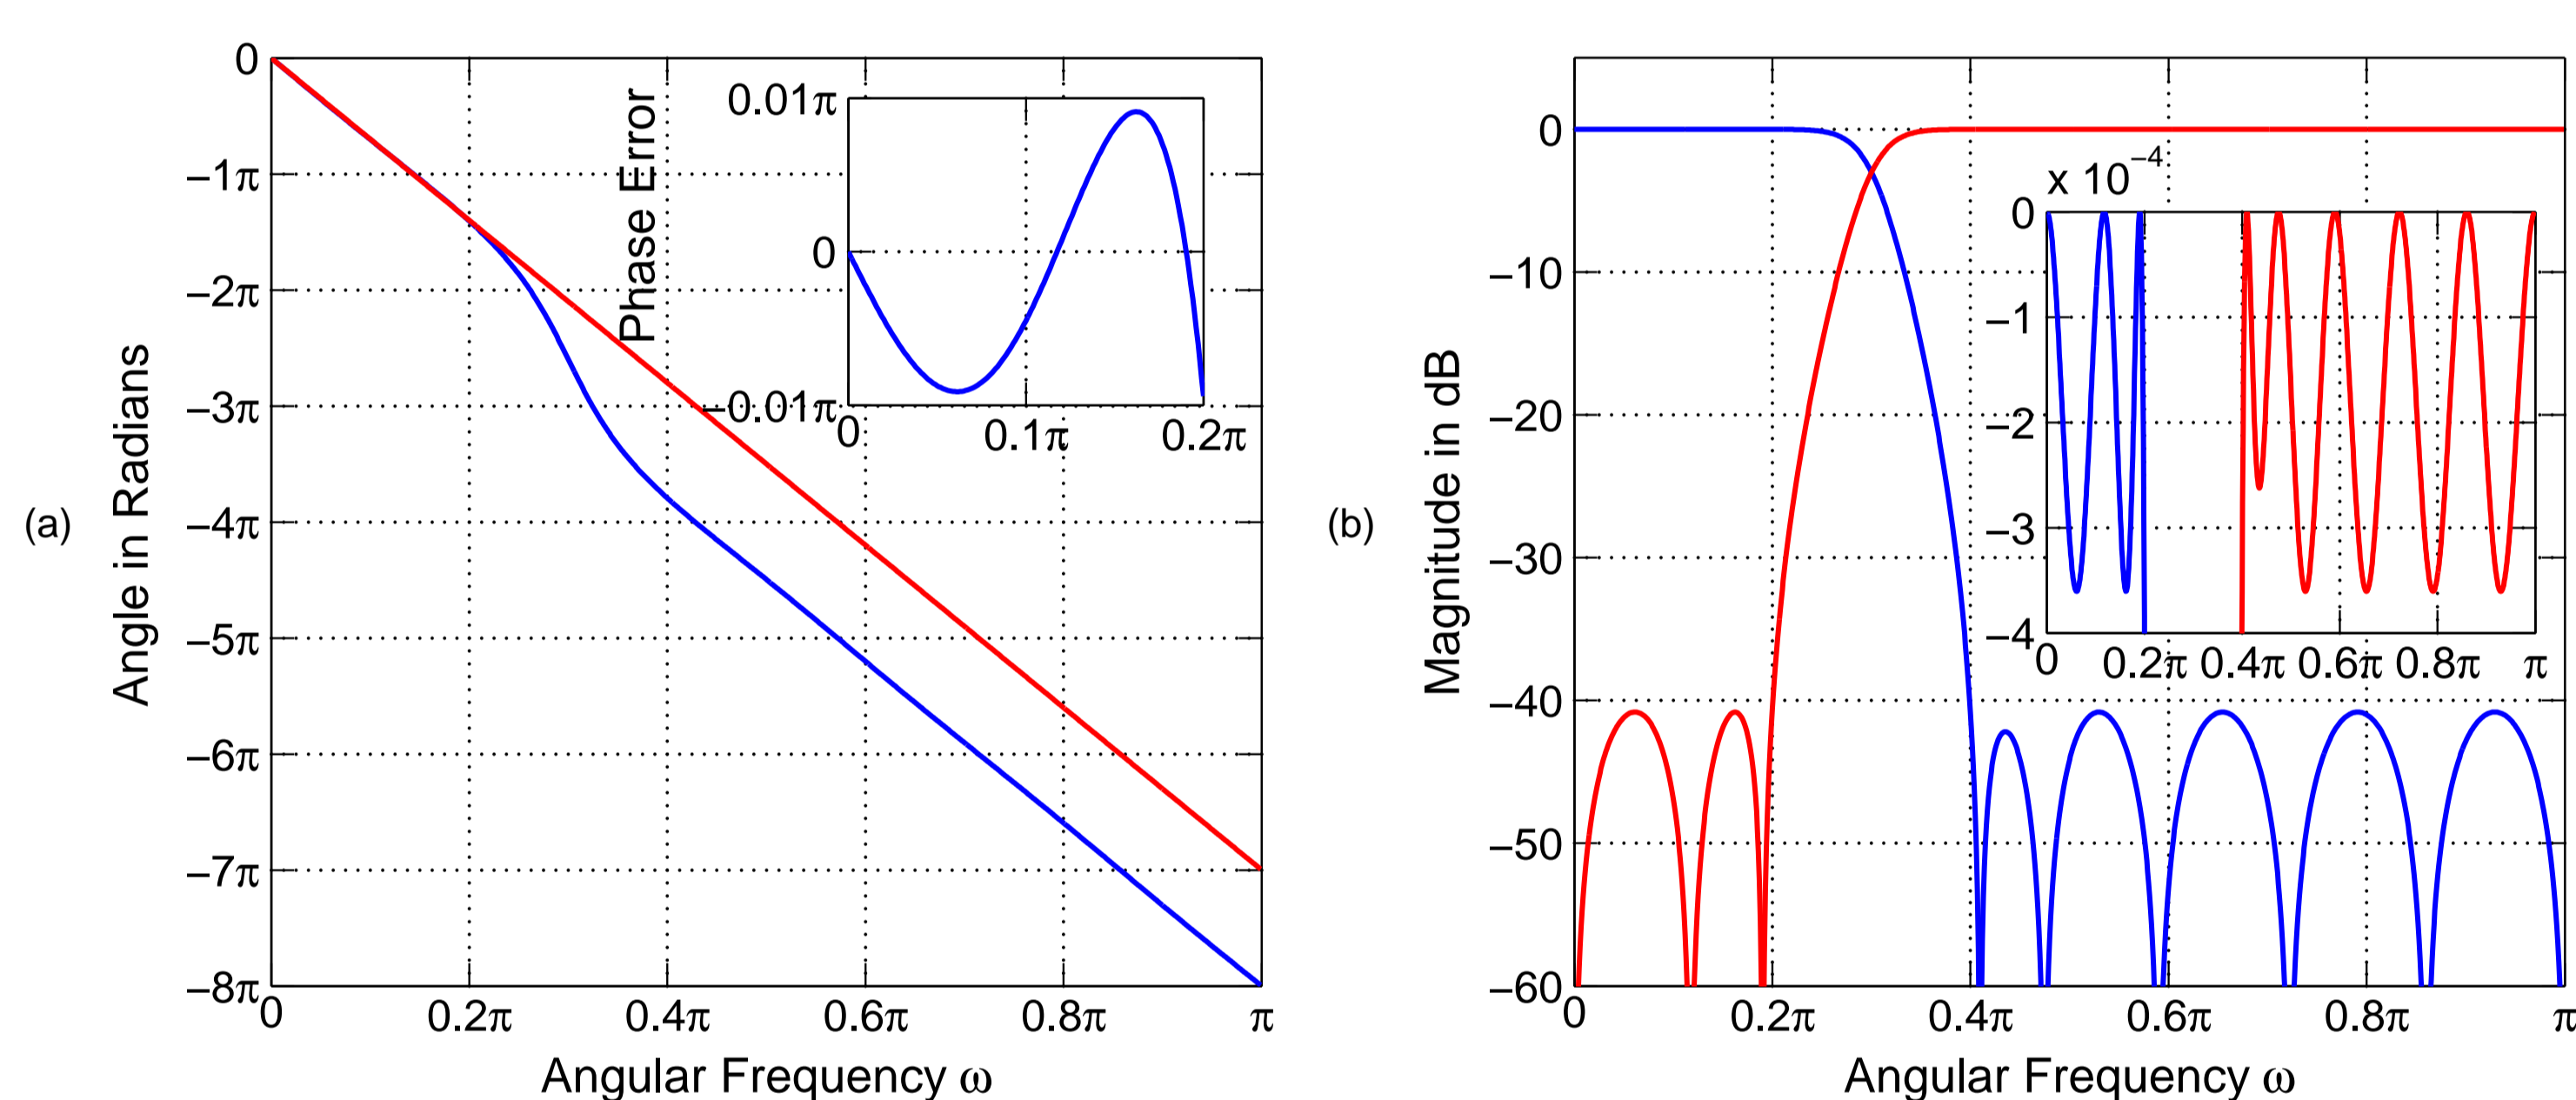 (a)
Angle in Radians
0
−1π
−2π
−3π
−4π
−5π
−6π
−7π
−8π
0 0.2π 0.4π 0.6π 0.8π π
Angular Frequency ω
Phase Error
0.01π
0
−0.01π
0 0.1π 0.2π
(b)
Magnitude in dB
0
−10
−20
−30
−40
−50
−60
0 0.2π 0.4π 0.6π 0.8π π
Angular Frequency ω
x 10−4
0
−1
−2
−3
−4
0 0.2π 0.4π 0.6π 0.8π π